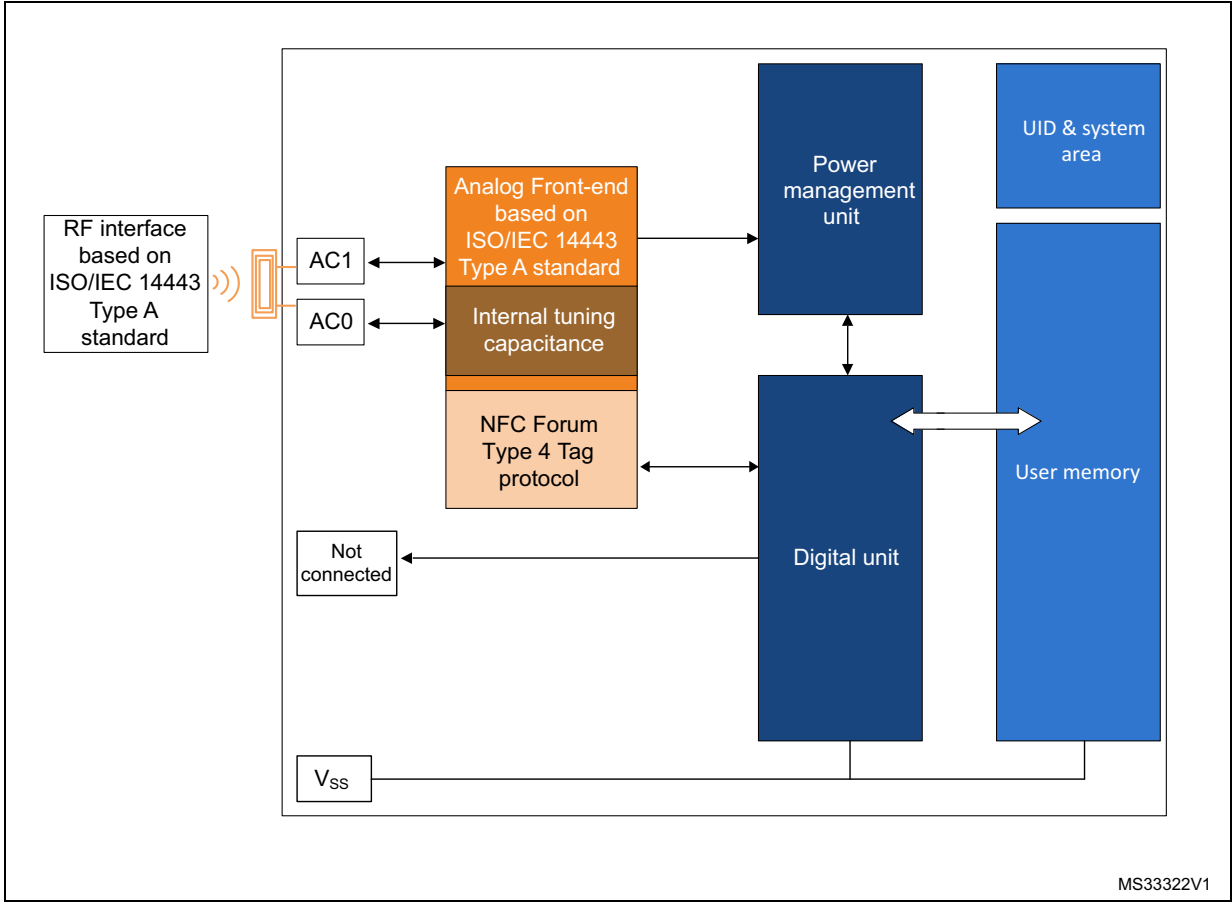 RF interface
based on
ISO/IEC 14443
Type A
standard
AC1
AC0
Analog Front-end
based on
ISO/IEC 14443
Type A standard
Internal tuning
capacitance
NFC Forum
Type 4 Tag
protocol
Not
connected
VSS
Power
management
unit
Digital unit
UID & system
area
User memory
MS33322V1